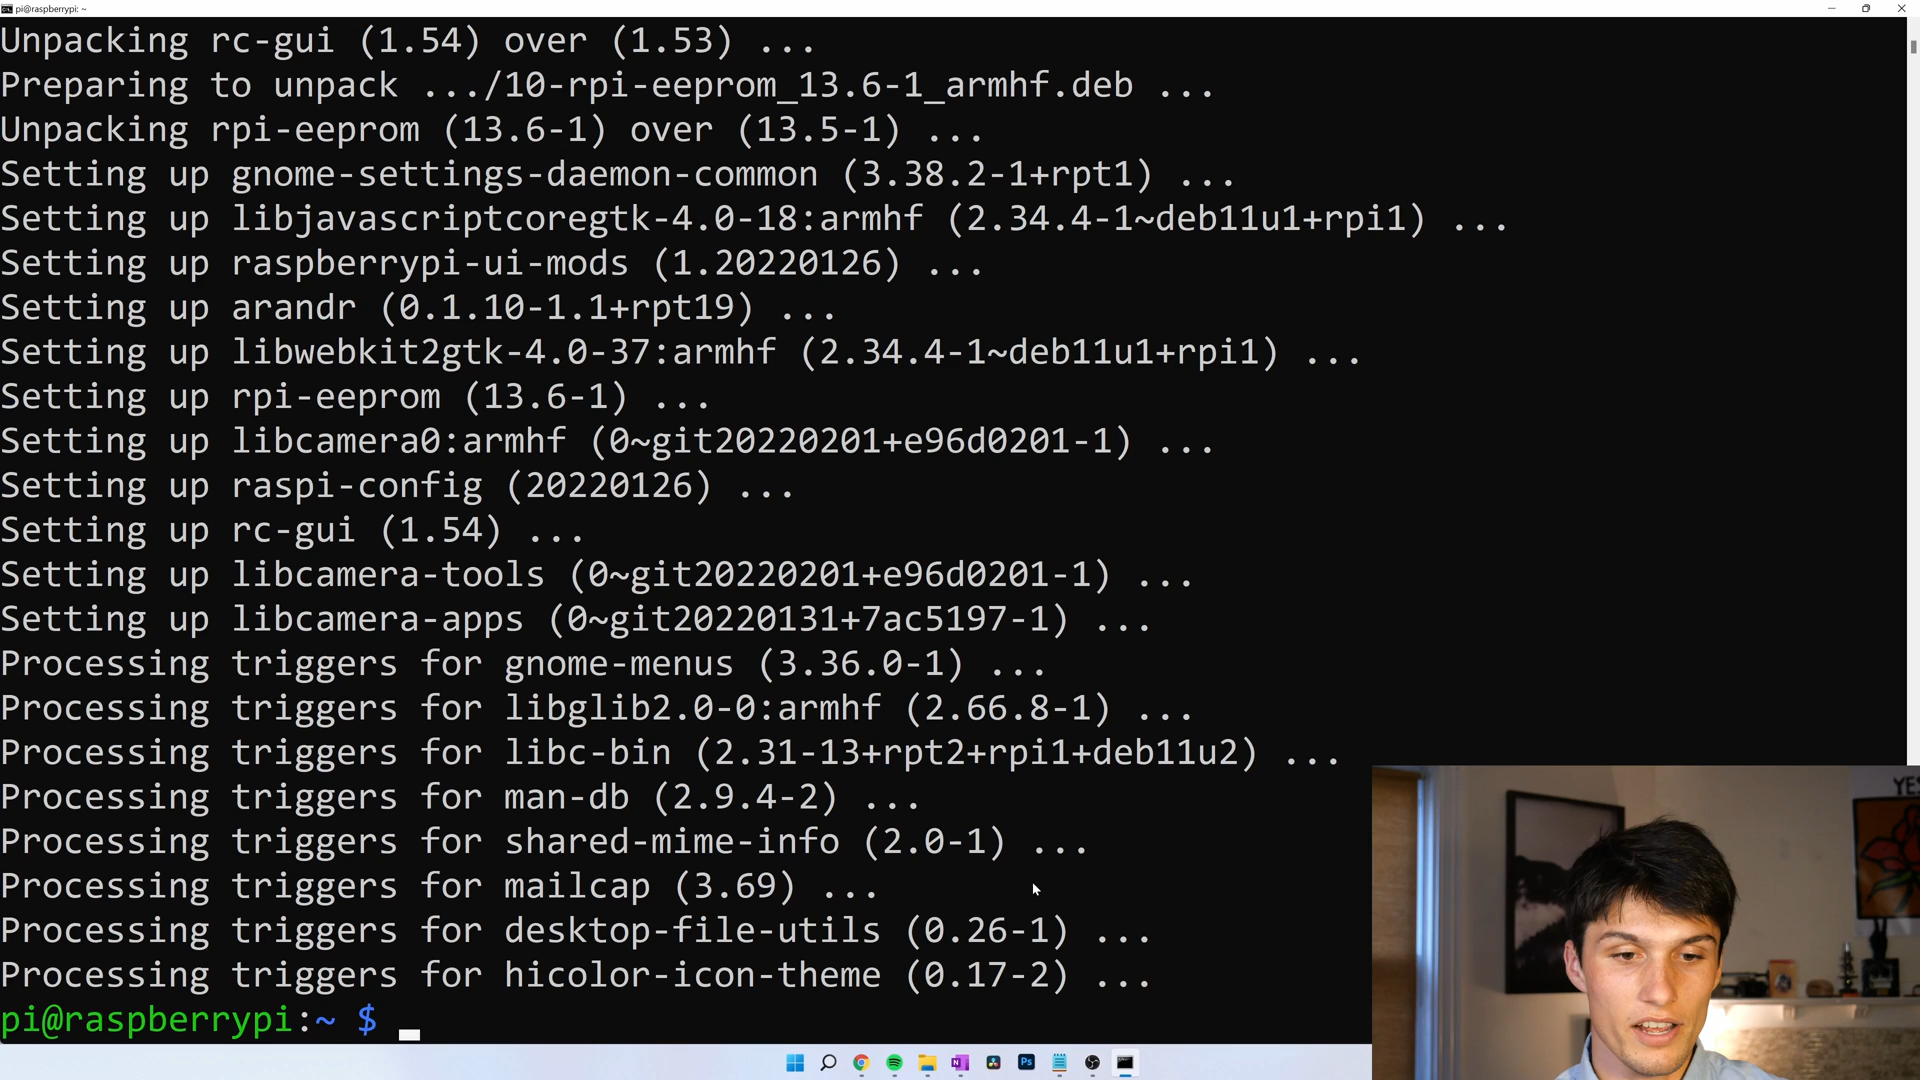 pi@raspberrypi: ~
Unpacking rc-gui (1.54) over (1.53) ...
Preparing to unpack .../10-rpi-eeprom_13.6-1_armhf.deb ...
Unpacking rpi-eeprom (13.6-1) over (13.5-1) ...
Setting up gnome-settings-daemon-common (3.38.2-1+rpt1) ...
Setting up libjavascriptcoregtk-4.0-18:armhf (2.34.4-1~deb11u1+rpi1) ...
Setting up raspberrypi-ui-mods (1.20220126) ...
Setting up arandr (0.1.10-1.1+rpt19) ...
Setting up libwebkit2gtk-4.0-37:armhf (2.34.4-1~deb11u1+rpi1) ...
Setting up rpi-eeprom (13.6-1) ...
Setting up libcamera0:armhf (0~git20220201+e96d0201-1) ...
Setting up raspi-config (20220126) ...
Setting up rc-gui (1.54) ...
Setting up libcamera-tools (0~git20220201+e96d0201-1) ...
Setting up libcamera-apps (0~git20220131+7ac5197-1) ...
Processing triggers for gnome-menus (3.36.0-1) ...
Processing triggers for libglib2.0-0:armhf (2.66.8-1) ...
Processing triggers for libc-bin (2.31-13+rpt2+rpi1+deb11u2) ...
Processing triggers for man-db (2.9.4-2) ...
Processing triggers for shared-mime-info (2.0-1) ...
Processing triggers for mailcap (3.69) ...
Processing triggers for desktop-file-utils (0.26-1) ...
Processing triggers for hicolor-icon-theme (0.17-2) ...
pi@raspberrypi:~ $
YES
Ps